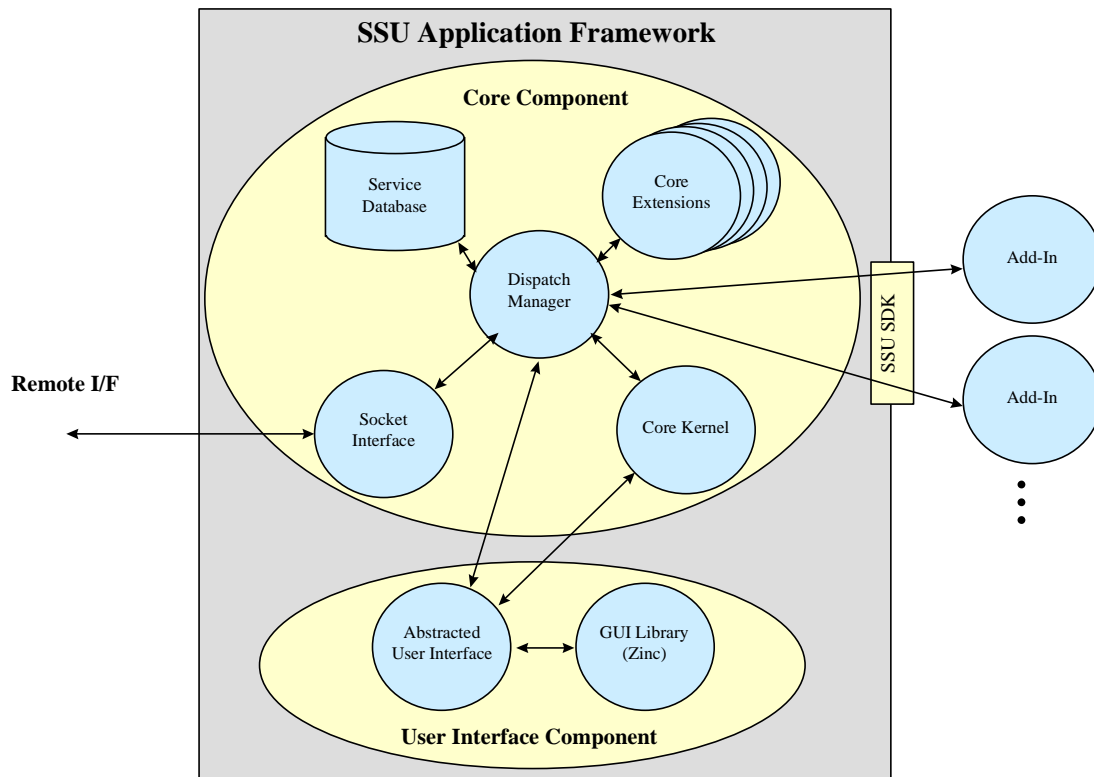 SSU Application Framework
Core Component
Service
Database
Core
Extensions
Dispatch
Manager
Add-In
SSU SDK
Add-In
Remote I/F
Socket
Interface
Core Kernel
Abstracted
User Interface
GUI Library
(Zinc)
User Interface Component